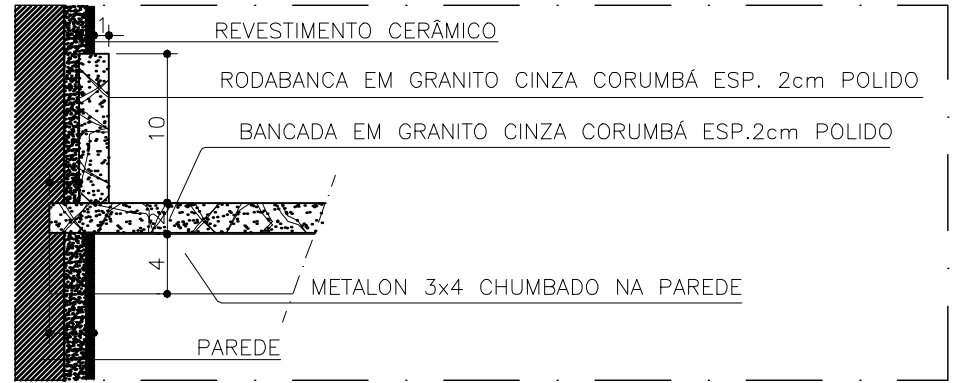 1
REVESTIMENTO CERÂMICO
RODABANCA EM GRANITO CINZA CORUMBÁ ESP. 2cm POLIDO
10
BANCADA EM GRANITO CINZA CORUMBÁ ESP.2cm POLIDO
4
METALON 3x4 CHUMBADO NA PAREDE
PAREDE